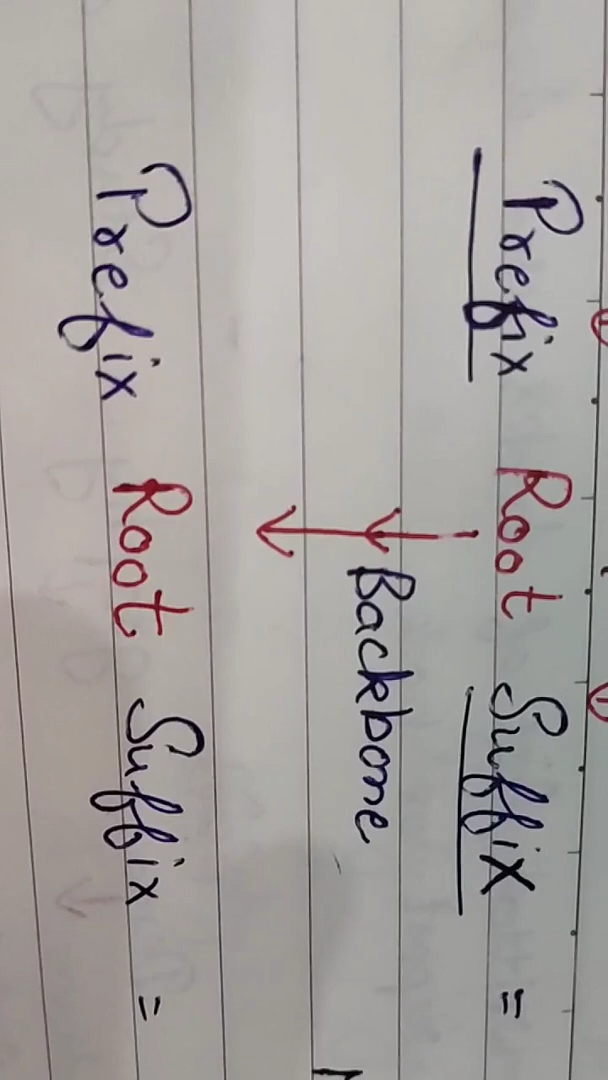 Prefix Root Suffix =
Backbone
Prefix Root Suffix =